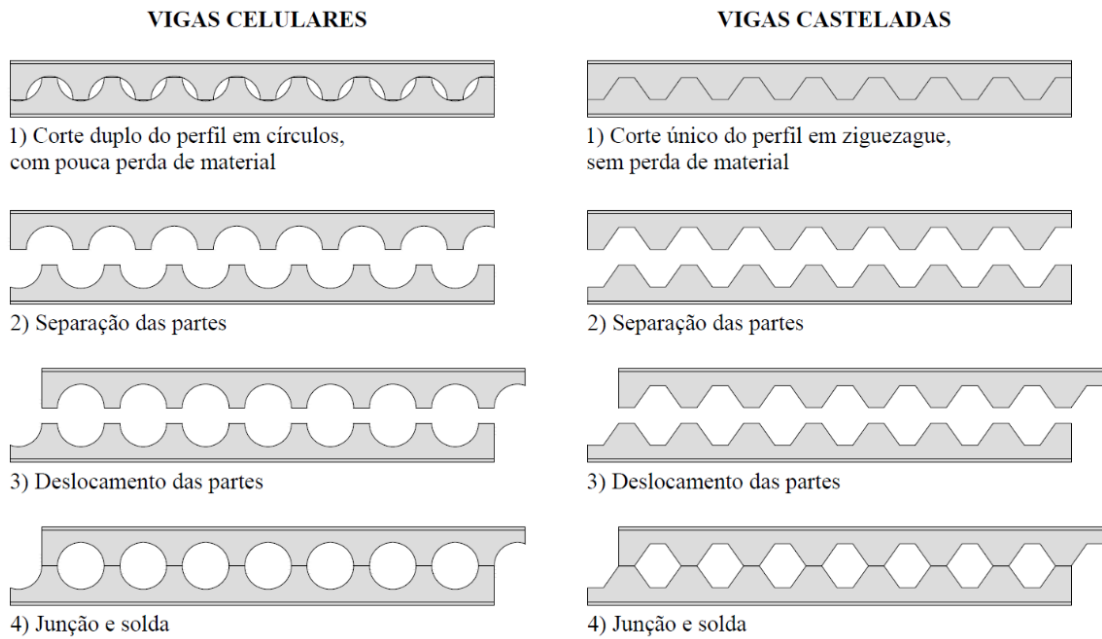 VIGAS CELULARES
1) Corte duplo do perfil em círculos,
com pouca perda de material
2) Separação das partes
3) Deslocamento das partes
4) Junção e solda
VIGAS CASTELADAS
1) Corte único do perfil em ziguezague,
sem perda de material
2) Separação das partes
3) Deslocamento das partes
4) Junção e solda